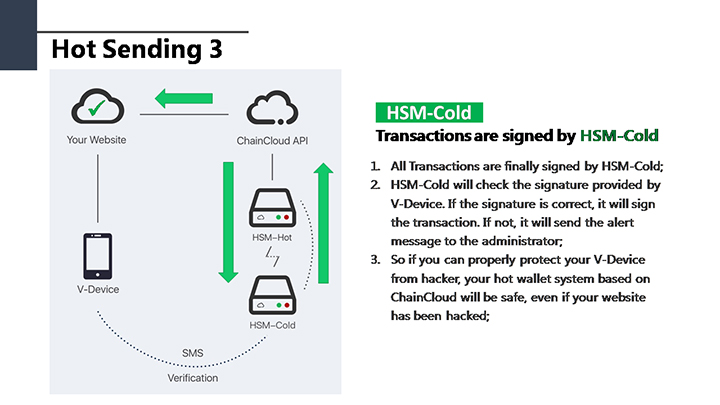 Hot Sending 3
Your Website
ChainCloud API
HSM-Hot
V-Device
HSM-Cold
SMS
Verification
HSM-Cold
Transactions are signed by HSM-Cold
1. All Transactions are finally signed by HSM-Cold;
2. HSM-Cold will check the signature provided by
V-Device. If the signature is correct, it will sign
the transaction. If not, it will send the alert
message to the administrator;
3. So if you can properly protect your V-Device
from hacker, your hot wallet system based on
ChainCloud will be safe, even if your website
has been hacked;